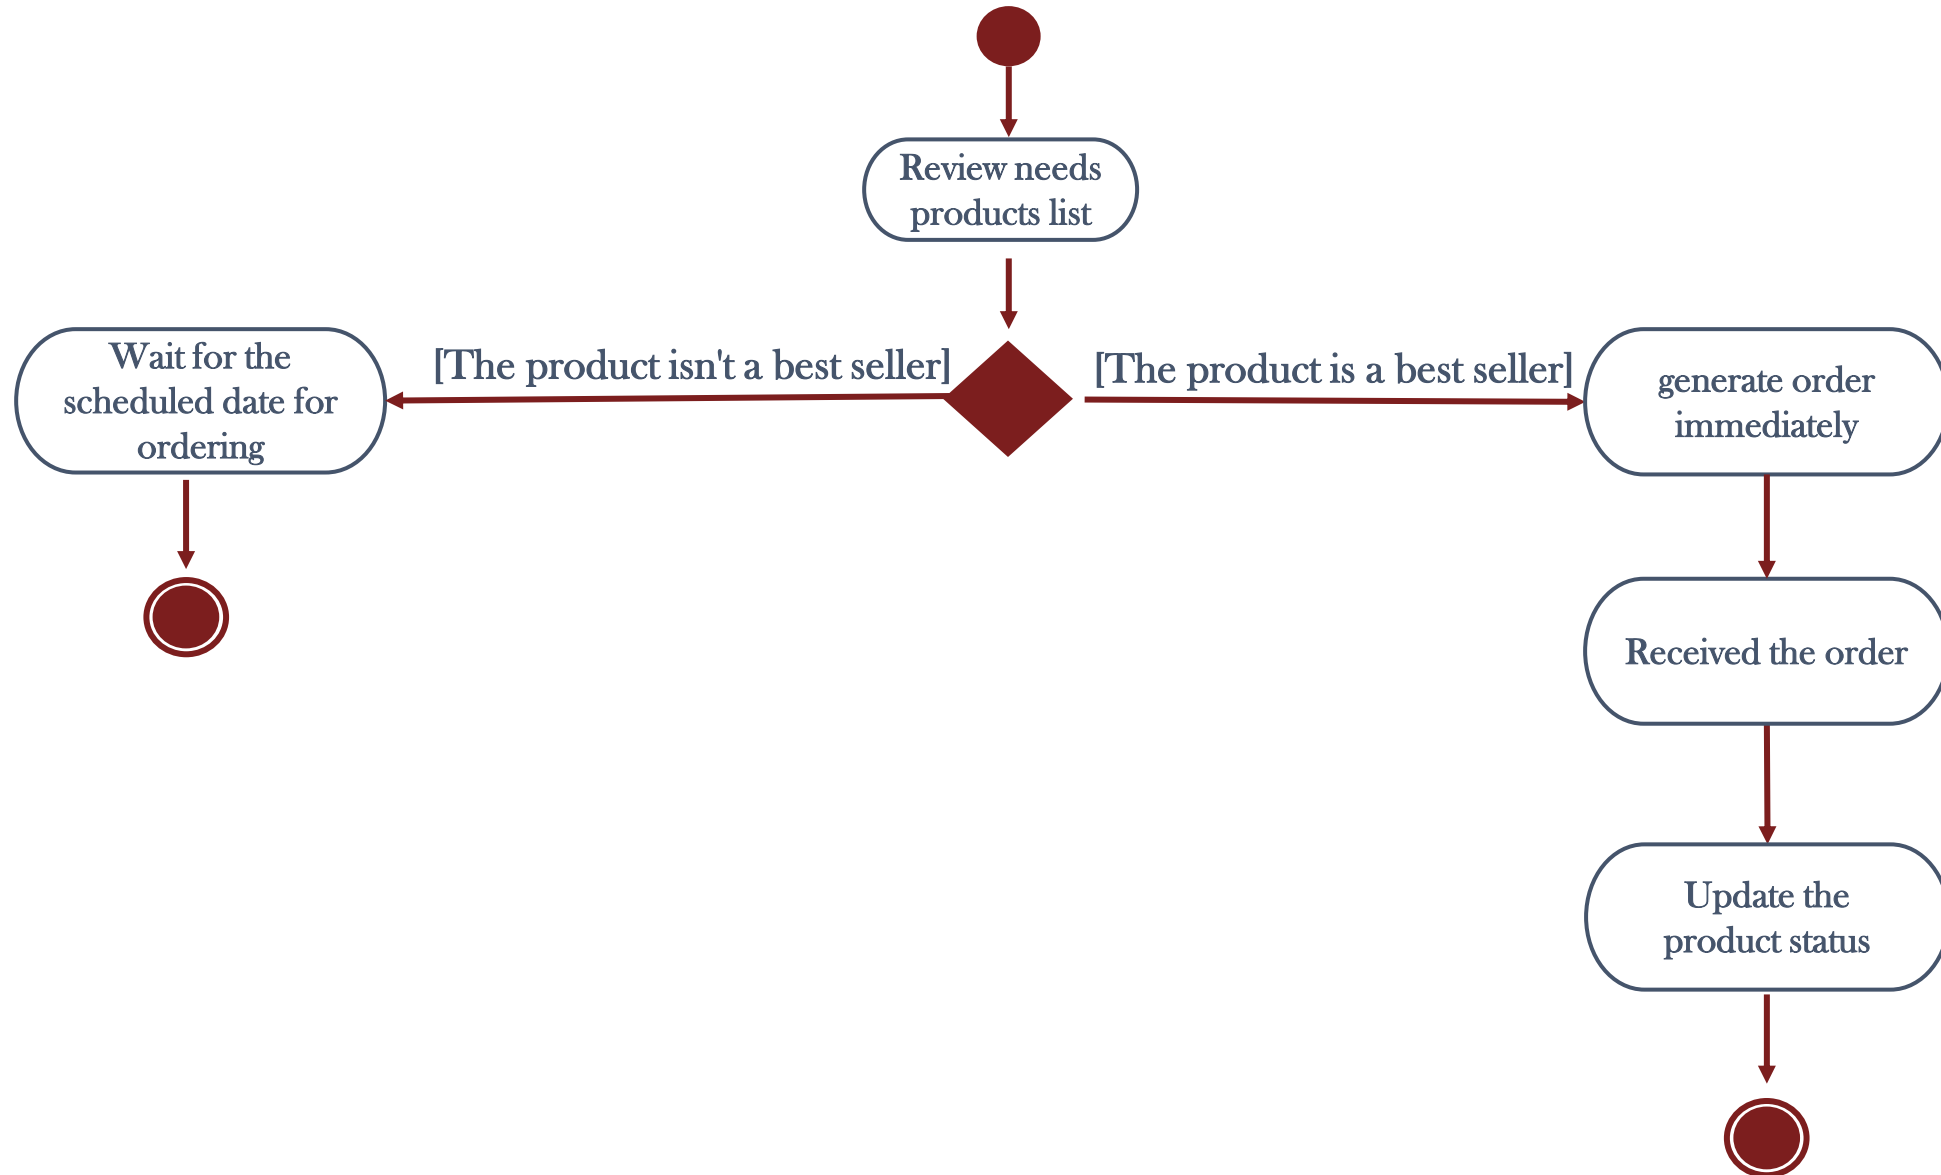 Review needs
products list
Wait for the
scheduled date for
ordering
[The product isn't a best seller]
[The product is a best seller]
generate order
immediately
Received the order
Update the
product status